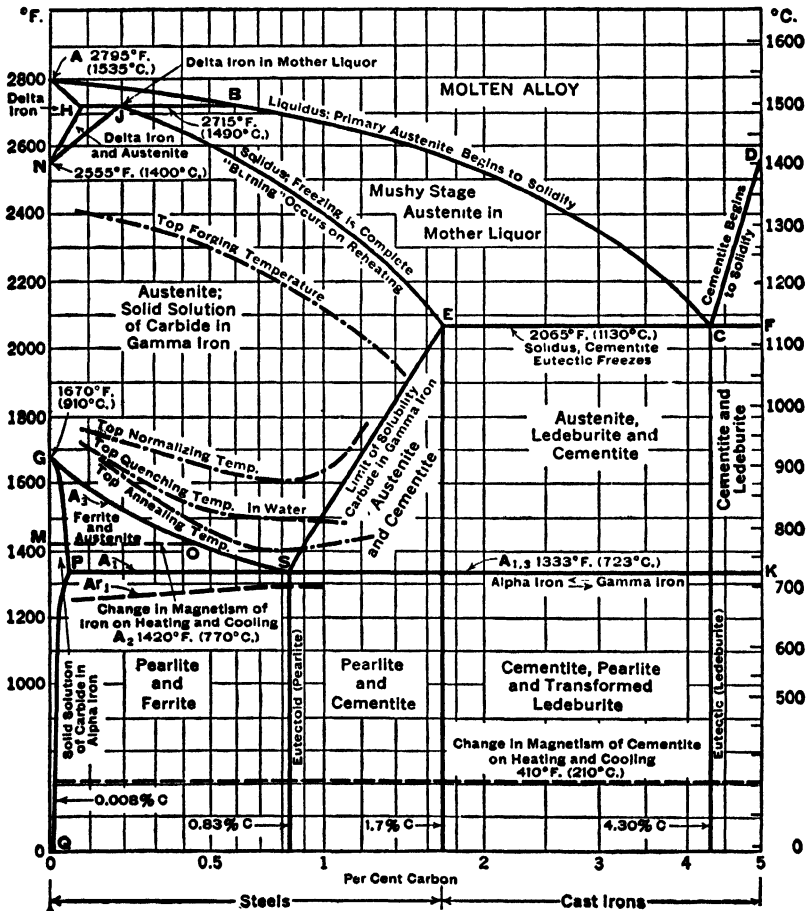 °F.
°C.
A 2795°F.
(1535°C.)
Delta Iron in Mother Liquor
1600
2800
B
MOLTEN ALLOY
Delta
Iron
H
J
Liquidus; Primary Austenite Begins to Solidify
1500
2715°F.
(1490°C.)
Delta Iron
and Austenite
2600
N
2555°F. (1400°C.)
D
1400
Solidus; Freezing is Complete
"Burning" Occurs on Reheating
Mushy Stage
Austenite in
Mother Liquor
2400
Top Forging Temperature
1300
Cementite Begins
to Solidify
2200
1200
Austenite;
Solid Solution
of Carbide in
Gamma Iron
E
2065°F. (1130°C.)
Solidus, Cementite
Eutectic Freezes
C
F
2000
1100
1670°F.
(910°C.)
1800
1000
Top Normalizing Temp.
Limit of Solubility
Carbide in Gamma Iron
Austenite
and Cementite
Austenite,
Ledeburite and
Cementite
Cementite and
Ledeburite
G
900
Top Quenching Temp. In Water
Top Annealing Temp.
1600
A3
Ferrite
and
Austenite
M
O
800
1400
P
A1
S
A1,3 1333°F. (723°C.)
K
Alpha Iron ⇆ Gamma Iron
700
Ar1
Change in Magnetism of
Iron on Heating and Cooling
A2 1420°F. (770°C.)
1200
600
Solid Solution
of Carbide in
Alpha Iron
Pearlite
and
Ferrite
Eutectoid (Pearlite)
Pearlite
and
Cementite
Cementite, Pearlite
and Transformed
Ledeburite
Eutectic (Ledeburite)
1000
500
Change in Magnetism of Cementite
on Heating and Cooling
410°F. (210°C.)
0.008% C
0.83% C
1.7% C
4.30% C
Q
0
0
0
0.5
1
2
3
4
5
Per Cent Carbon
Steels
Cast Irons